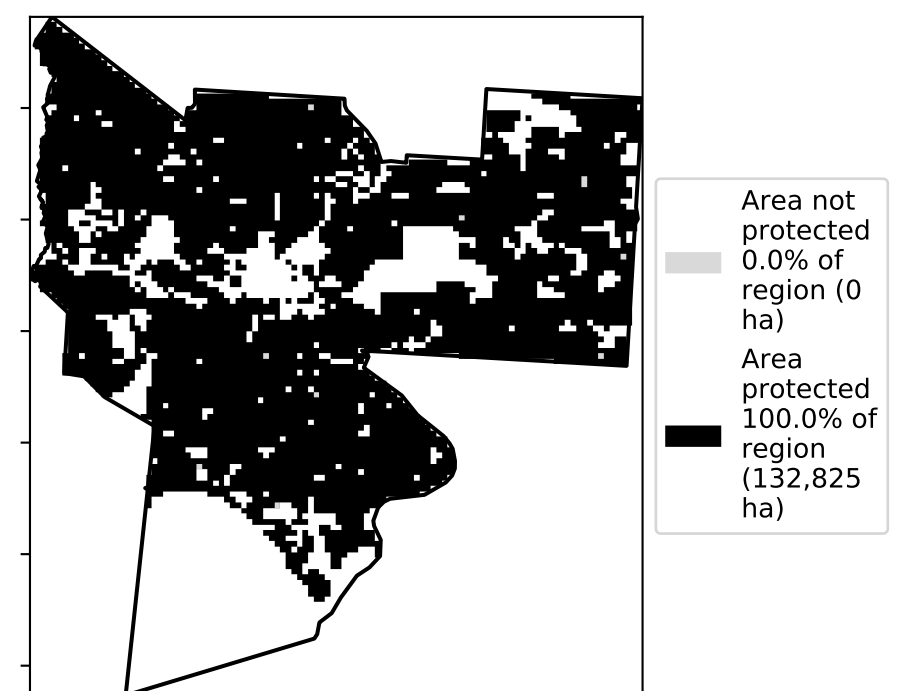 Area not
protected
0.0% of
region (0
ha)
Area
protected
100.0% of
region
(132,825
ha)